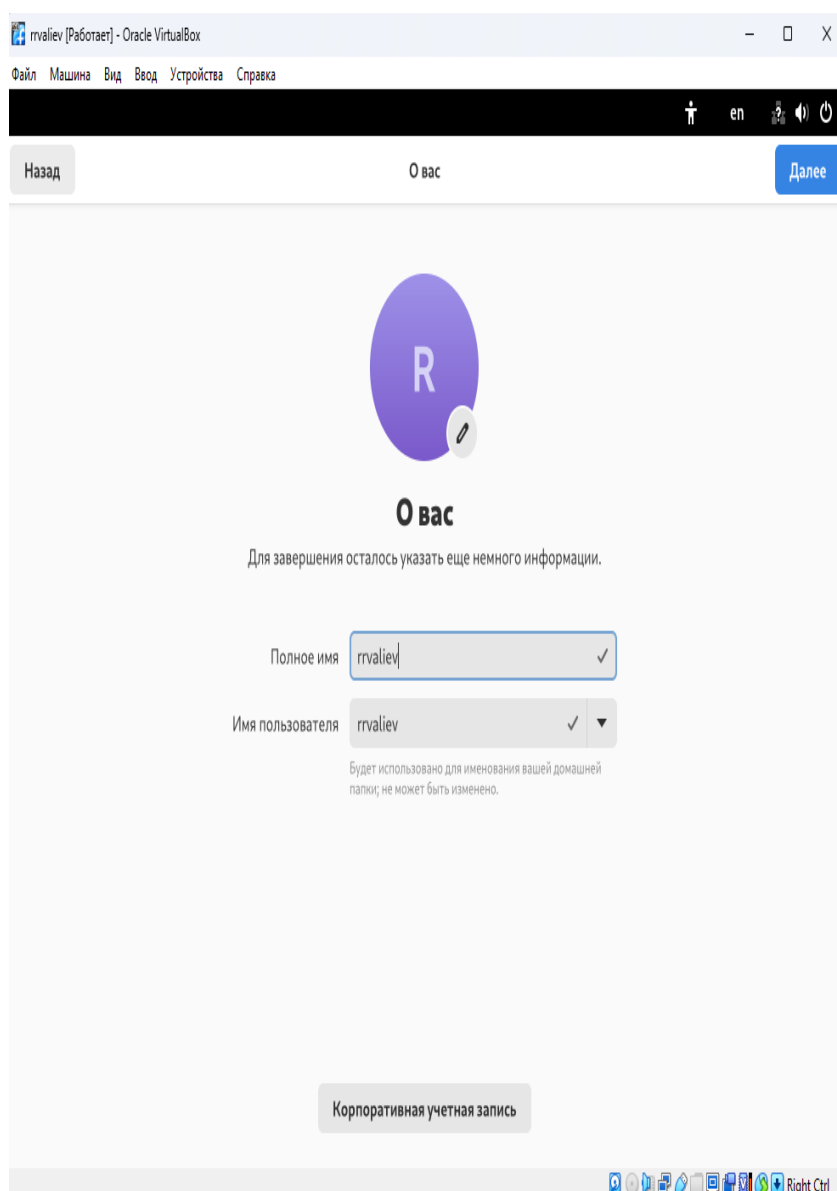 rrvaliev [Работает] - Oracle VirtualBox
Файл Машина Вид Ввод Устройства Справка
en
Назад
О вас
Далее
R
О вас
Для завершения осталось указать еще немного информации.
Полное имя rrvaliev
Имя пользователя rrvaliev
Будет использовано для именования вашей домашней
папки; не может быть изменено.
Корпоративная учетная запись
Right Ctrl